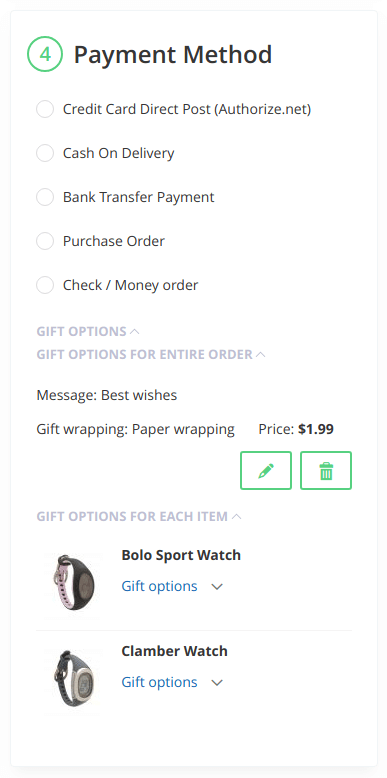 4 Payment Method
Credit Card Direct Post (Authorize.net)
Cash On Delivery
Bank Transfer Payment
Purchase Order
Check / Money order
GIFT OPTIONS
GIFT OPTIONS FOR ENTIRE ORDER
Message: Best wishes
Gift wrapping: Paper wrapping Price: $1.99
GIFT OPTIONS FOR EACH ITEM
Bolo Sport Watch
Gift options
Clamber Watch
Gift options